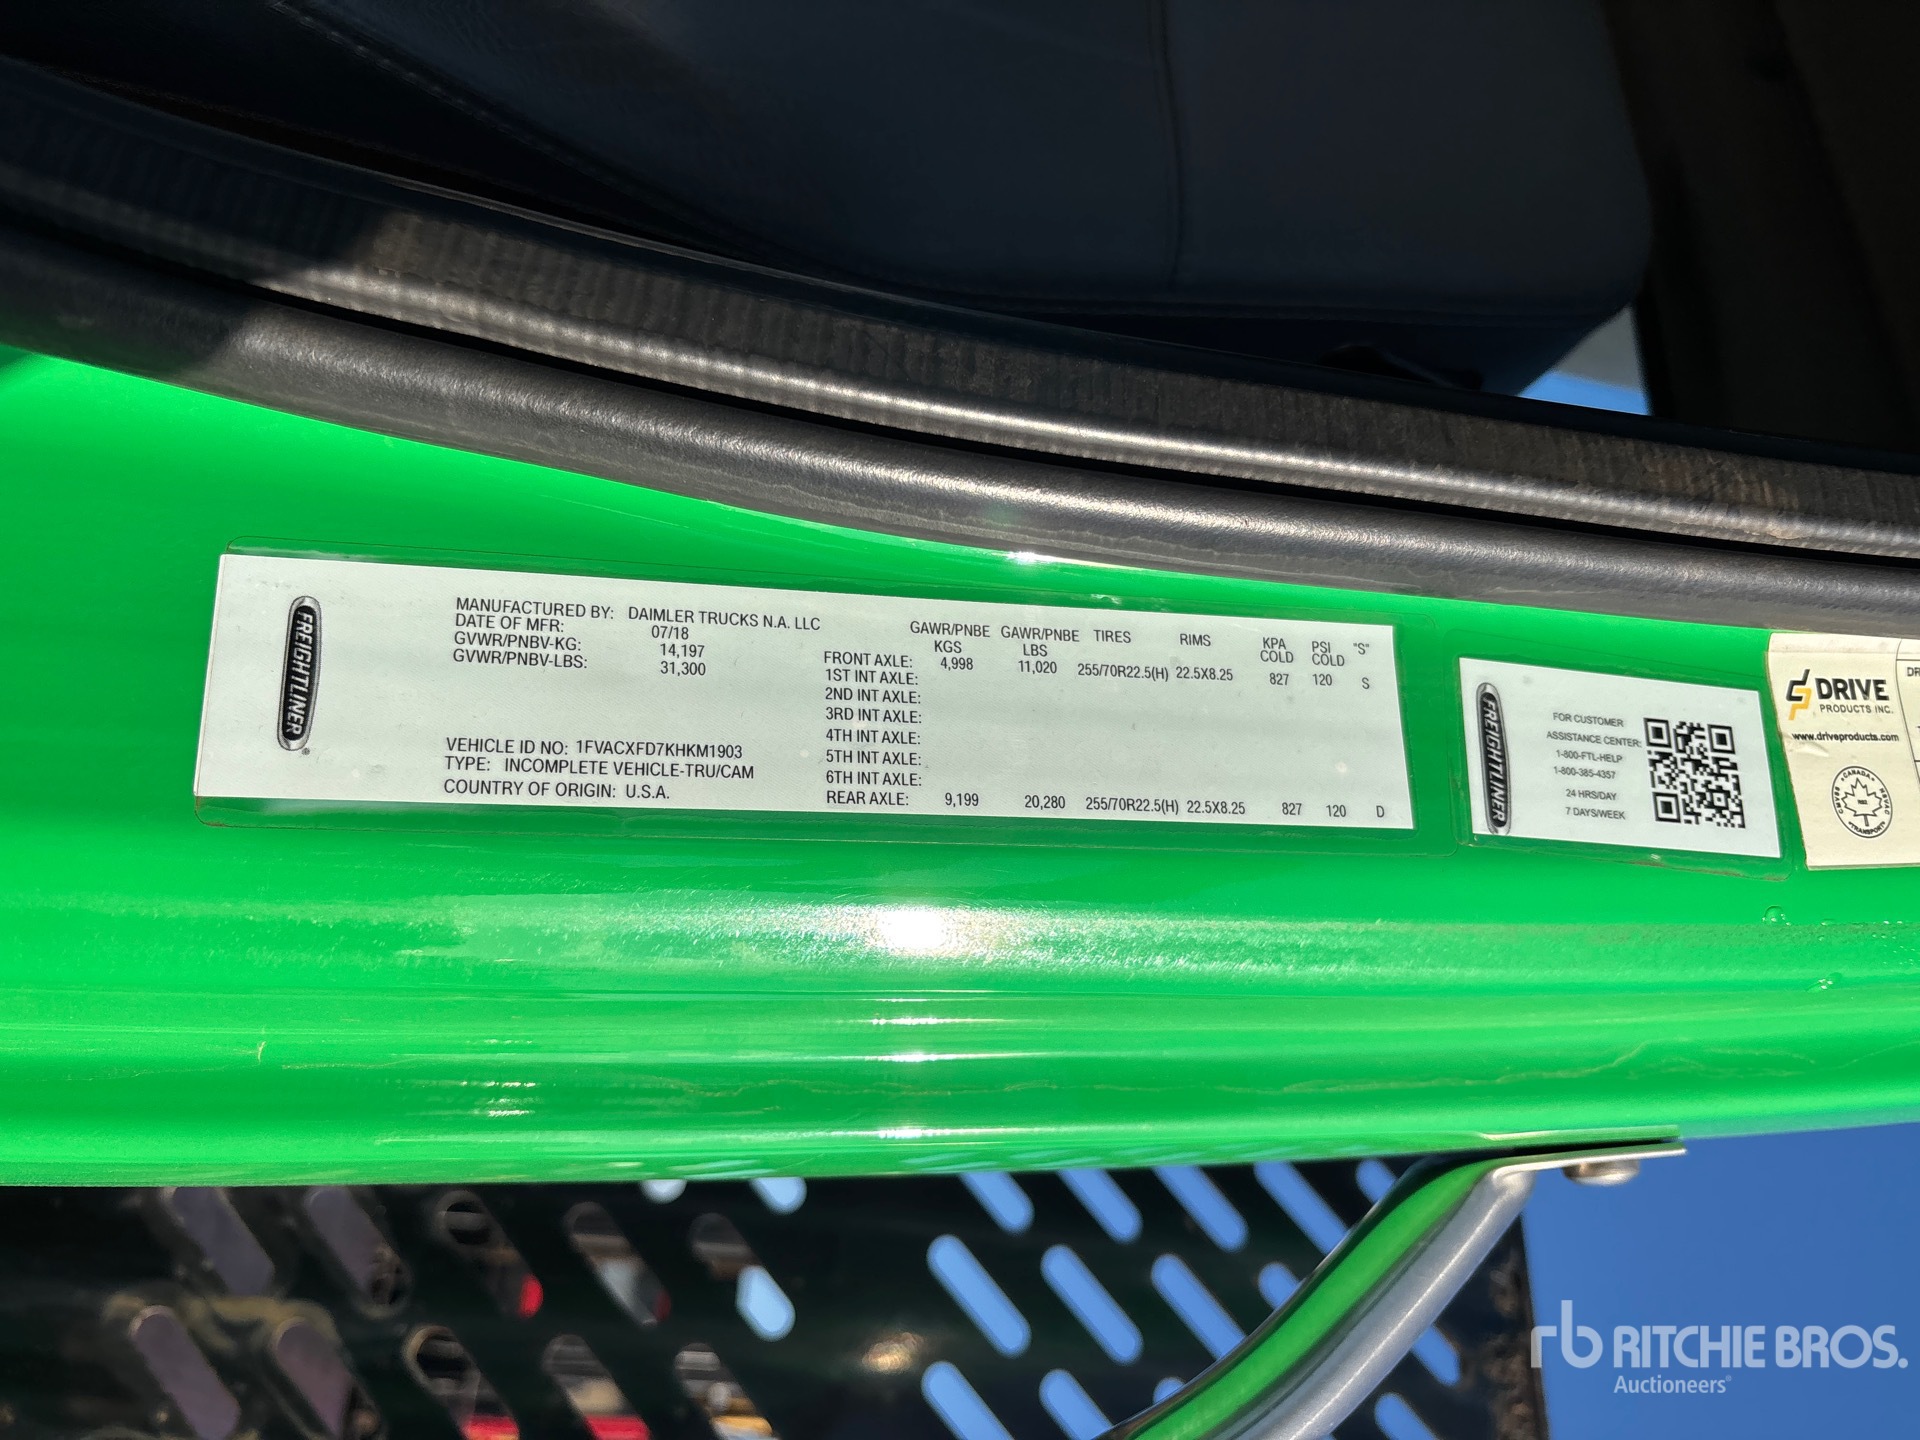 FREIGHTLINER
MANUFACTURED BY: DAIMLER TRUCKS N.A. LLC
DATE OF MFR: 07/18
GVWR/PNBV-KG: 14,197
GVWR/PNBV-LBS: 31,300
VEHICLE ID NO: 1FVACXFD7KHKM1903
TYPE: INCOMPLETE VEHICLE-TRU/CAM
COUNTRY OF ORIGIN: U.S.A.
GAWR/PNBE KGS GAWR/PNBE LBS TIRES RIMS KPA COLD PSI COLD "S"
FRONT AXLE: 4,998 11,020 255/70R22.5(H) 22.5X8.25 827 120 S
1ST INT AXLE:
2ND INT AXLE:
3RD INT AXLE:
4TH INT AXLE:
5TH INT AXLE:
6TH INT AXLE:
REAR AXLE: 9,199 20,280 255/70R22.5(H) 22.5X8.25 827 120 D
FREIGHTLINER
FOR CUSTOMER
ASSISTANCE CENTER:
1-800-FTL-HELP
1-800-385-4357
24 HRS/DAY
7 DAYS/WEEK
DRIVE
PRODUCTS INC.
www.driveproducts.com
CANADA
TRANSPORT
rb RITCHIE BROS.
Auctioneers